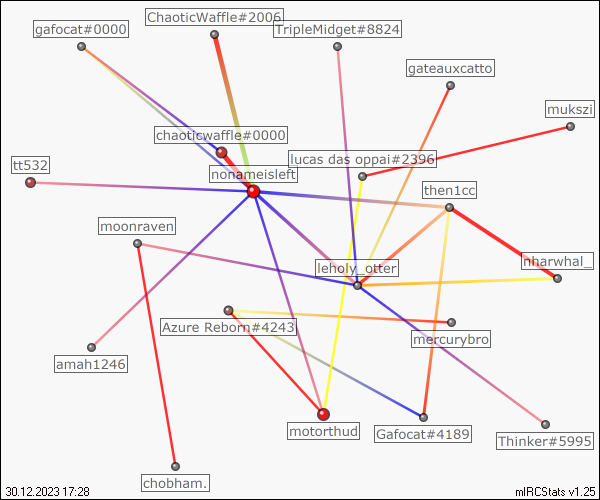 ChaoticWaffle#2006
gafocat#0000
TripleMidget#8824
gateauxcatto
mukszi
chaoticwaffle#0000
lucas das oppai#2396
tt532
nonameisleft
then1cc
moonraven
leholy_otter
nharwhal_
Azure Reborn#4243
mercurybro
amah1246
motorthud
Gafocat#4189
Thinker#5995
chobham.
30.12.2023 17:28
mIRCStats v1.25